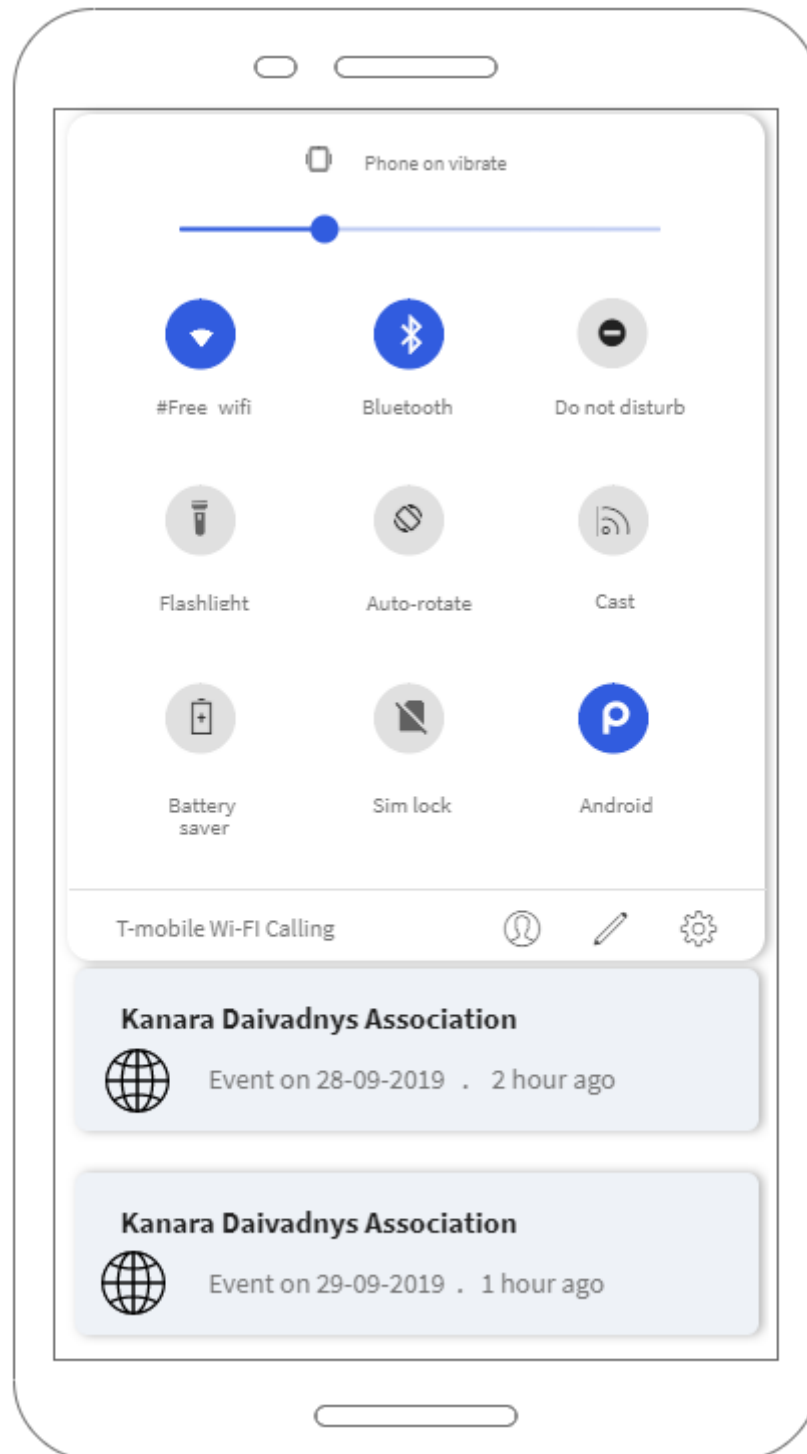 Phone on vibrate
#Free wifi
Bluetooth
Do not disturb
Flashlight
Auto-rotate
Cast
Battery
saver
Sim lock
Android
T-mobile Wi-FI Calling
Kanara Daivadnys Association
Event on 28-09-2019 . 2 hour ago
Kanara Daivadnys Association
Event on 29-09-2019 . 1 hour ago